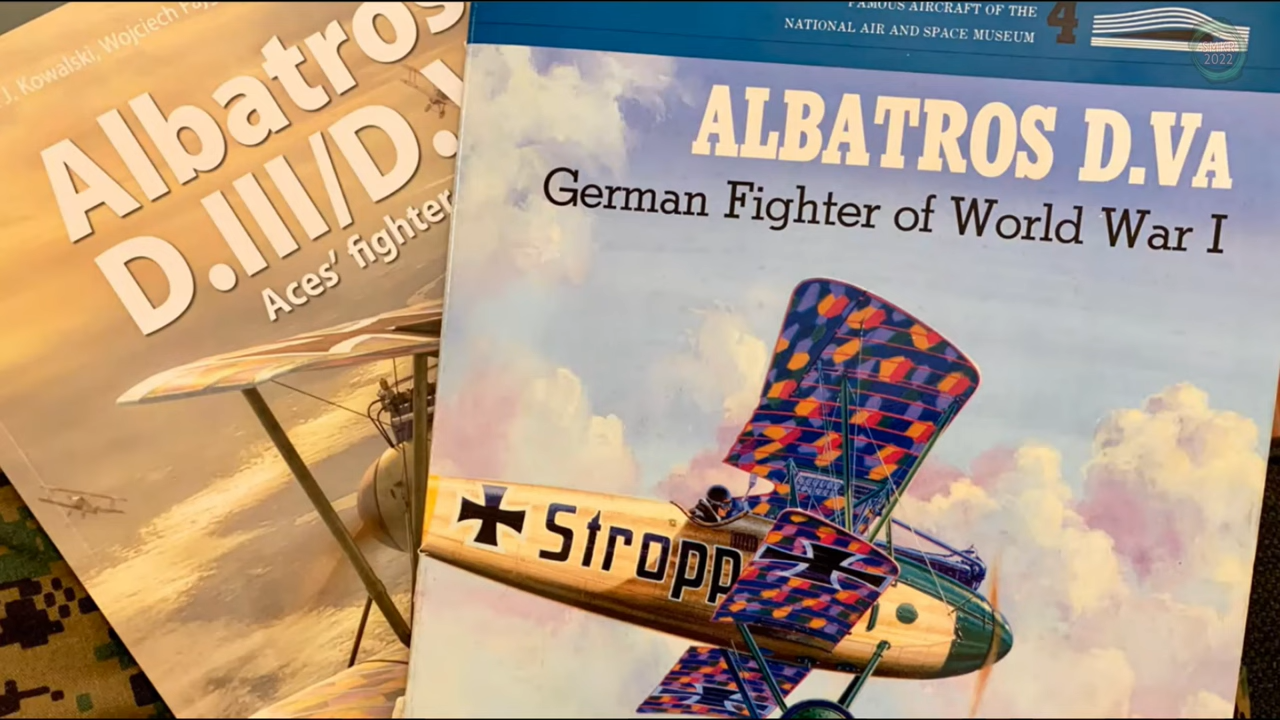 J. Kowalski, Wojciech
Albatros
D.III/D.V
Aces' fighter
FAMOUS AIRCRAFT OF THE
NATIONAL AIR AND SPACE MUSEUM
4
ALBATROS D.VA
German Fighter of World War I
Stropp
2022